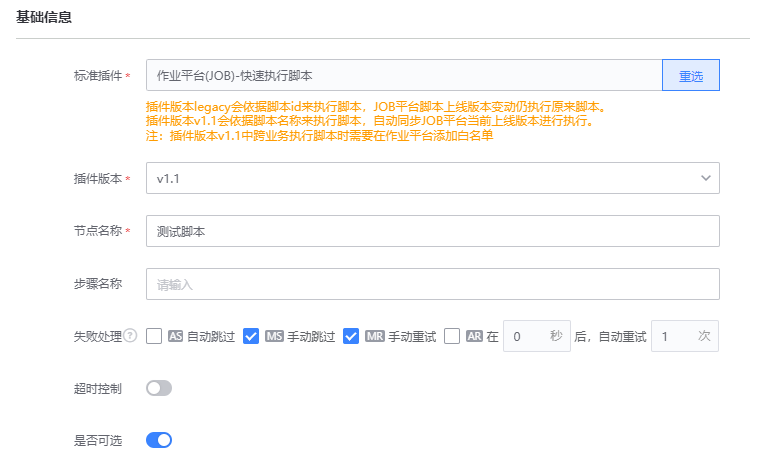 基础信息
标准插件 * 作业平台(JOB)-快速执行脚本 重选
插件版本legacy会依据脚本id来执行脚本，JOB平台脚本上线版本变动仍执行原来脚本。
插件版本v1.1会依据脚本名称来执行脚本，自动同步JOB平台当前上线版本进行执行。
注：插件版本v1.1中跨业务执行脚本时需要在作业平台添加白名单
插件版本 * v1.1
节点名称 * 测试脚本
步骤名称 请输入
失败处理 ? AS 自动跳过 MS 手动跳过 MR 手动重试 AR 在 0 秒 后，自动重试 1 次
超时控制
是否可选